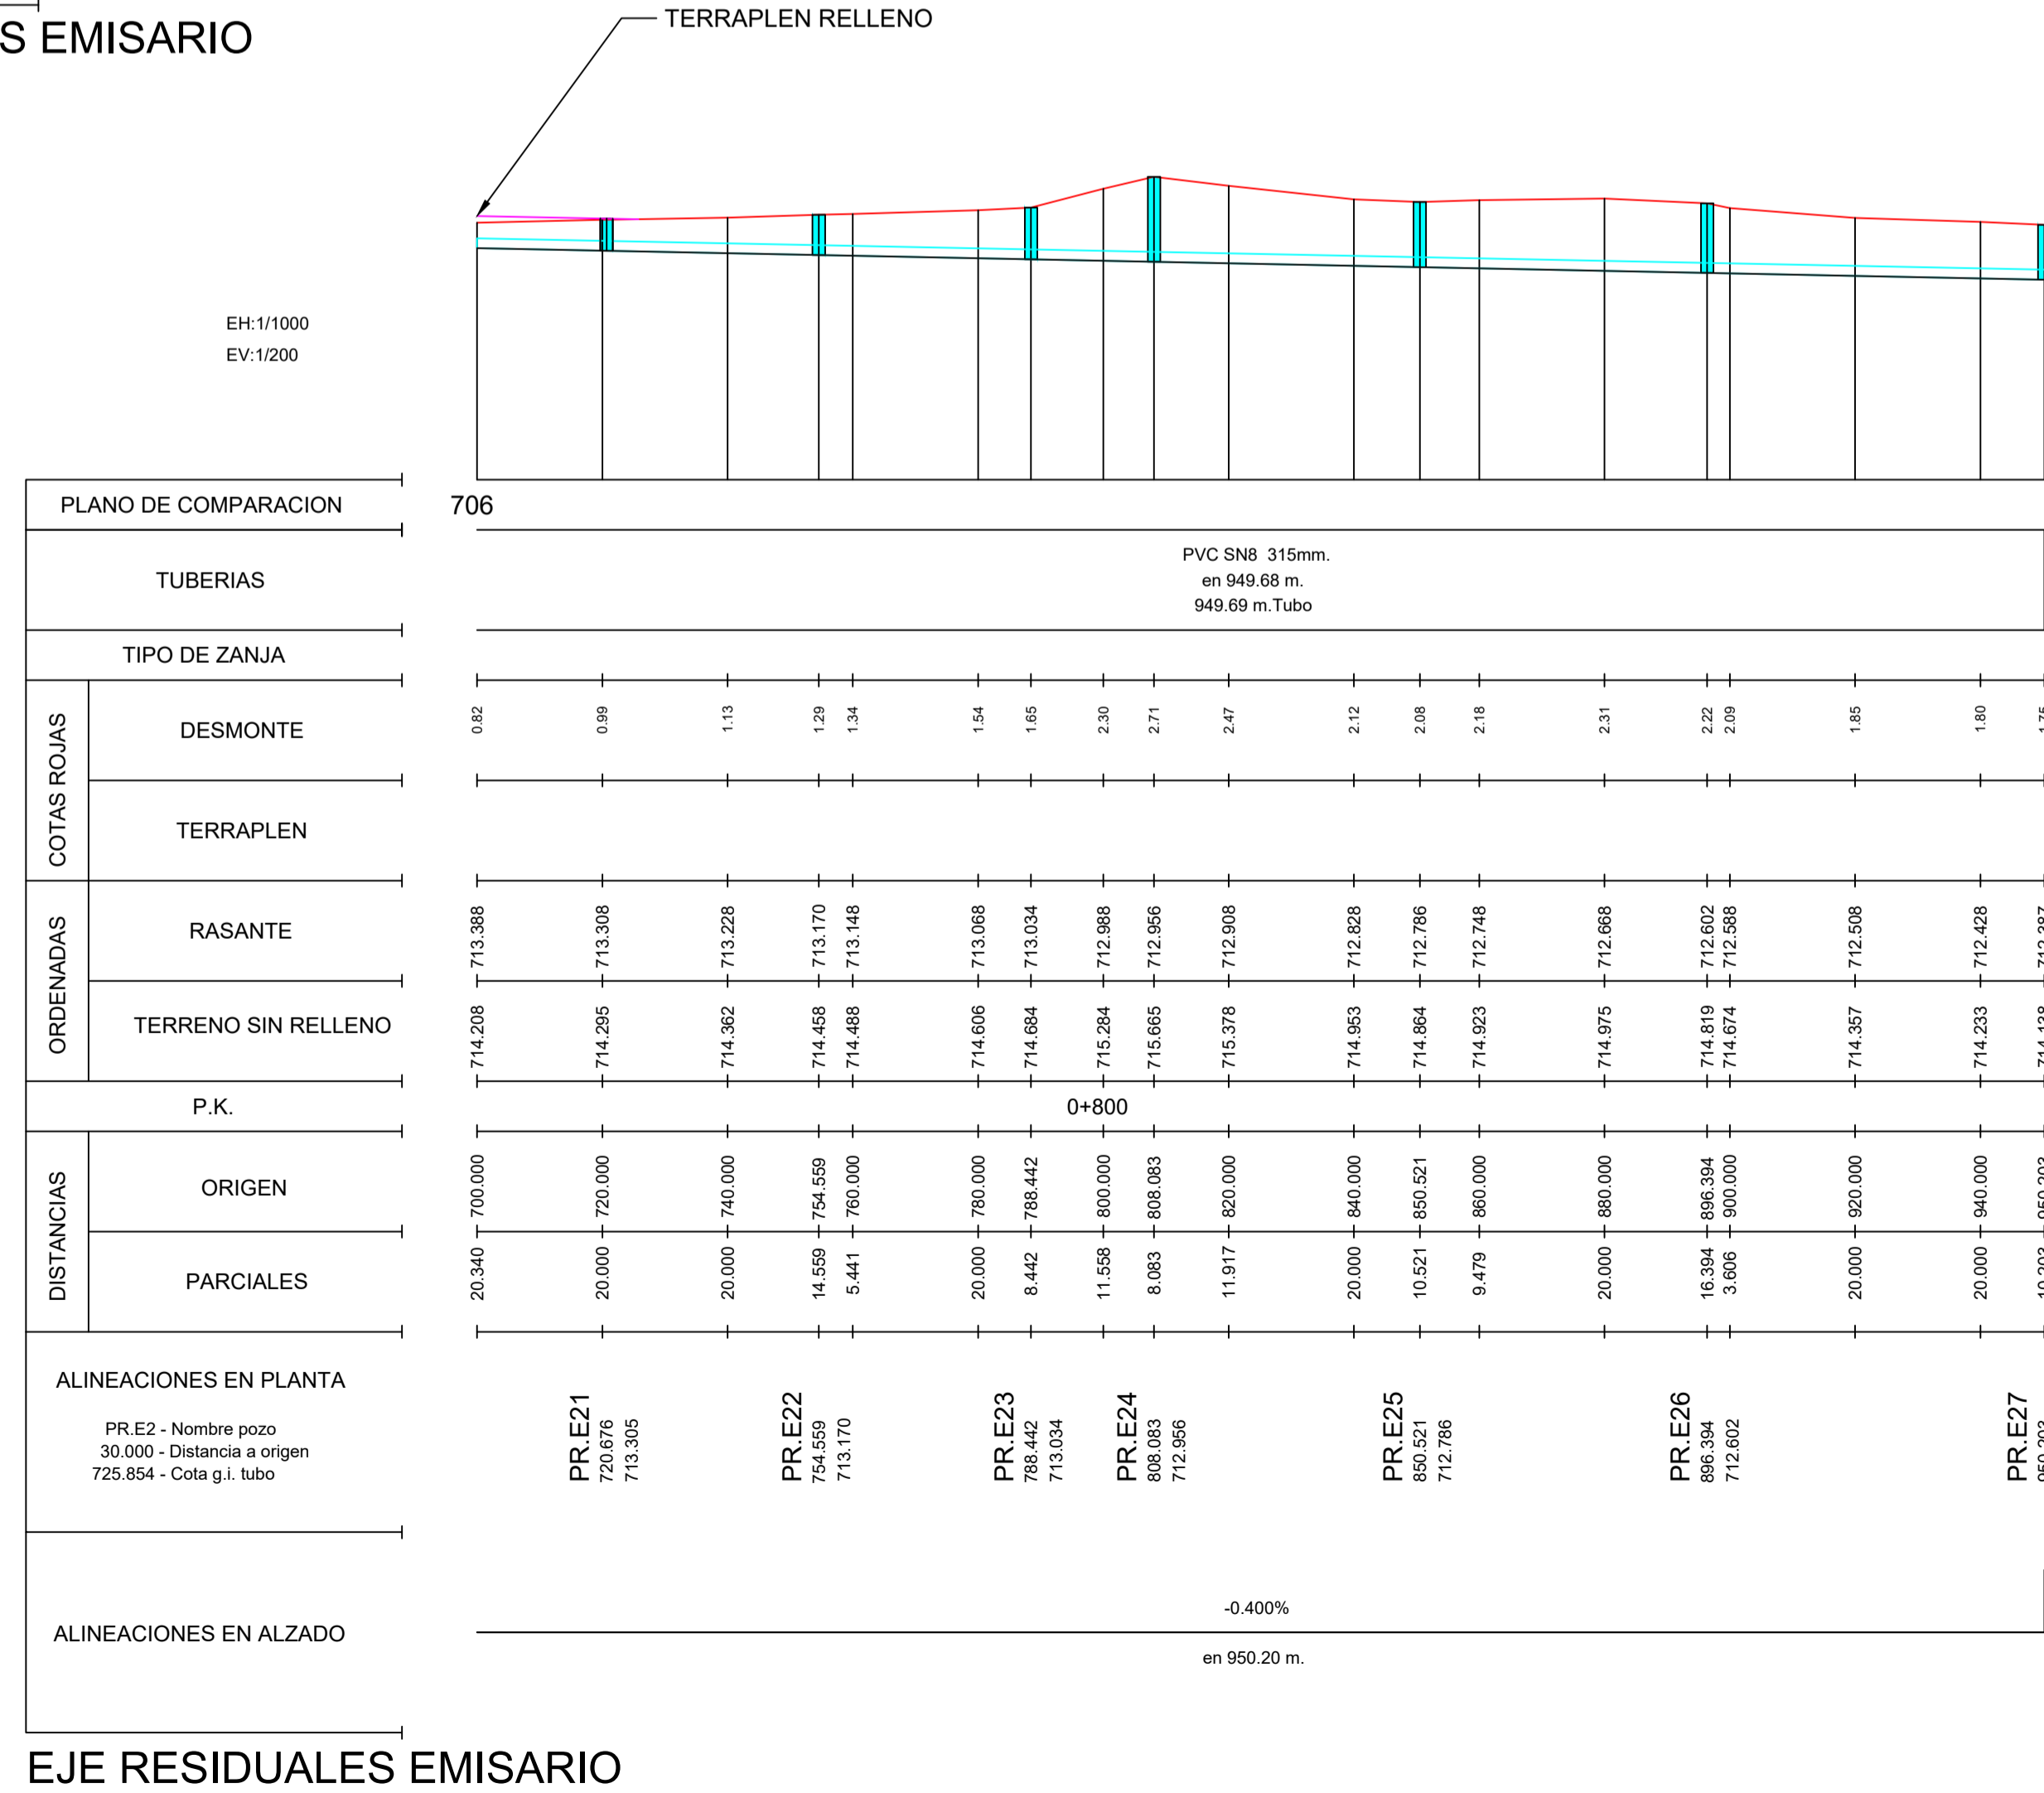 S EMISARIO
TERRAPLEN RELLENO
EH:1/1000
EV:1/200
PLANO DE COMPARACION
706
TUBERIAS
PVC SN8 315mm.
en 949.68 m.
949.69 m.Tubo
TIPO DE ZANJA
COTAS ROJAS
DESMONTE
0.82 0.99 1.13 1.29 1.34 1.54 1.65 2.30 2.71 2.47 2.12 2.08 2.18 2.31 2.22 2.09 1.85 1.80 1.75
TERRAPLEN
ORDENADAS
RASANTE
713.388 713.308 713.228 713.170 713.148 713.068 713.034 712.988 712.956 712.908 712.828 712.786 712.748 712.668 712.602 712.588 712.508 712.428 712.387
TERRENO SIN RELLENO
714.208 714.295 714.362 714.458 714.488 714.606 714.684 715.284 715.665 715.378 714.953 714.864 714.923 714.975 714.819 714.674 714.357 714.233 714.138
P.K.
0+800
DISTANCIAS
ORIGEN
700.000 720.000 740.000 754.559 760.000 780.000 788.442 800.000 808.083 820.000 840.000 850.521 860.000 880.000 896.394 900.000 920.000 940.000 950.203
PARCIALES
20.340 20.000 20.000 14.559 5.441 20.000 8.442 11.558 8.083 11.917 20.000 10.521 9.479 20.000 16.394 3.606 20.000 20.000 10.203
ALINEACIONES EN PLANTA
PR.E2 - Nombre pozo
30.000 - Distancia a origen
725.854 - Cota g.i. tubo
PR.E21
720.676
713.305
PR.E22
754.559
713.170
PR.E23
788.442
713.034
PR.E24
808.083
712.956
PR.E25
850.521
712.786
PR.E26
896.394
712.602
PR.E27
950.203
ALINEACIONES EN ALZADO
-0.400%
en 950.20 m.
EJE RESIDUALES EMISARIO